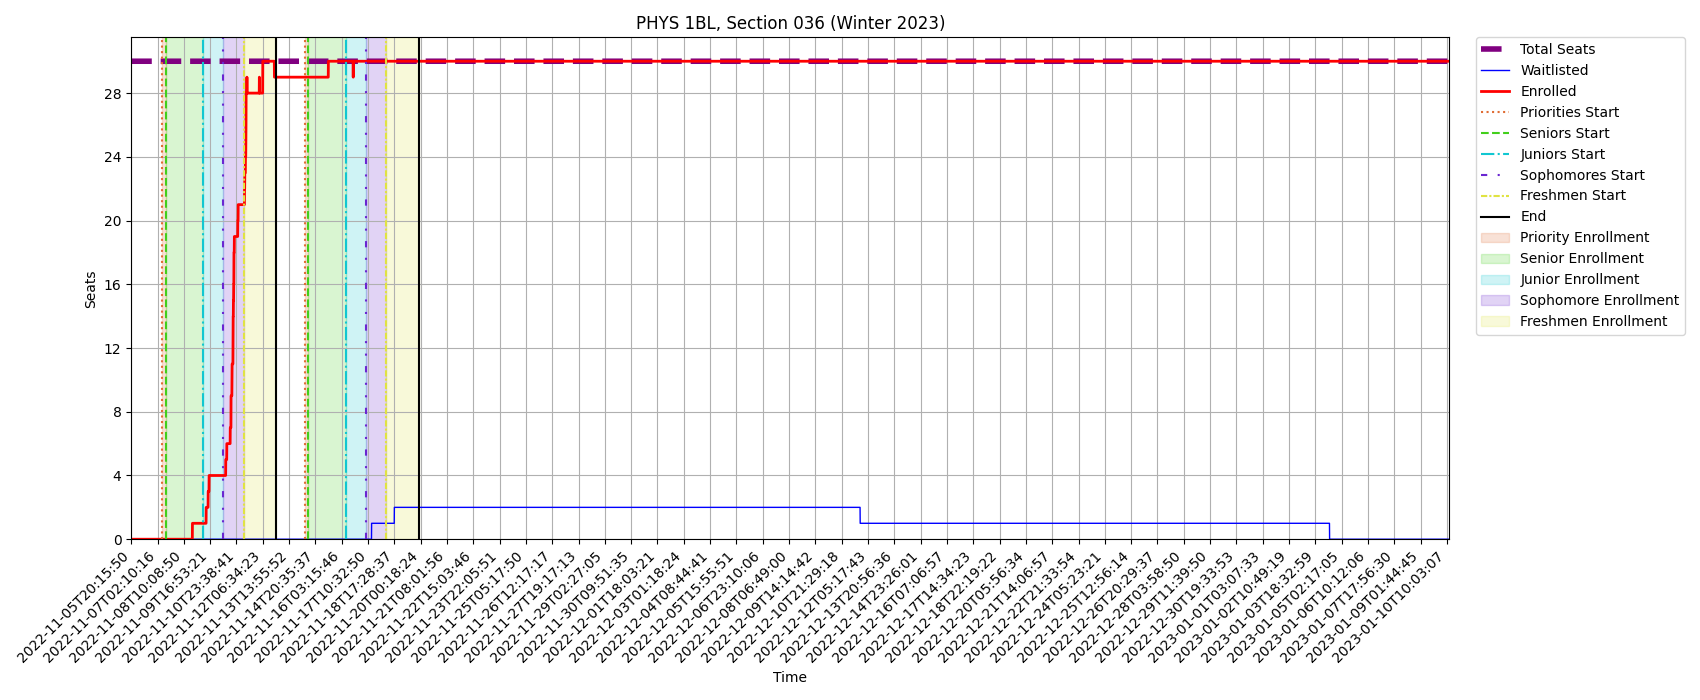 PHYS 1BL, Section 036 (Winter 2023)
Total Seats
Waitlisted
Enrolled
Priorities Start
Seniors Start
Juniors Start
Sophomores Start
Freshmen Start
End
Priority Enrollment
Senior Enrollment
Junior Enrollment
Sophomore Enrollment
Freshmen Enrollment
Seats
28
24
20
16
12
8
4
0
2022-11-05T20:15:50
2022-11-07T02:10:16
2022-11-08T10:08:50
2022-11-09T16:53:21
2022-11-10T23:38:41
2022-11-12T06:34:23
2022-11-13T13:55:52
2022-11-14T20:35:37
2022-11-16T03:15:46
2022-11-17T10:32:50
2022-11-18T17:28:37
2022-11-20T00:18:24
2022-11-21T08:01:56
2022-11-22T15:03:46
2022-11-23T22:05:51
2022-11-25T05:17:50
2022-11-26T12:17:17
2022-11-27T19:17:13
2022-11-29T02:27:05
2022-11-30T09:51:35
2022-12-01T18:03:21
2022-12-03T01:18:24
2022-12-04T08:44:41
2022-12-05T15:55:51
2022-12-06T23:10:06
2022-12-08T06:49:00
2022-12-09T14:14:42
2022-12-10T21:29:18
2022-12-12T05:17:43
2022-12-13T20:56:36
2022-12-14T23:26:01
2022-12-16T07:06:57
2022-12-17T14:34:23
2022-12-18T22:19:22
2022-12-20T05:56:34
2022-12-21T14:06:57
2022-12-22T21:33:54
2022-12-24T05:23:21
2022-12-25T12:56:14
2022-12-26T20:29:37
2022-12-28T03:58:50
2022-12-29T11:39:50
2022-12-30T19:33:53
2023-01-01T03:07:33
2023-01-02T10:49:19
2023-01-03T18:32:59
2023-01-05T02:17:05
2023-01-06T10:12:06
2023-01-07T17:56:30
2023-01-09T01:44:45
2023-01-10T10:03:07
Time